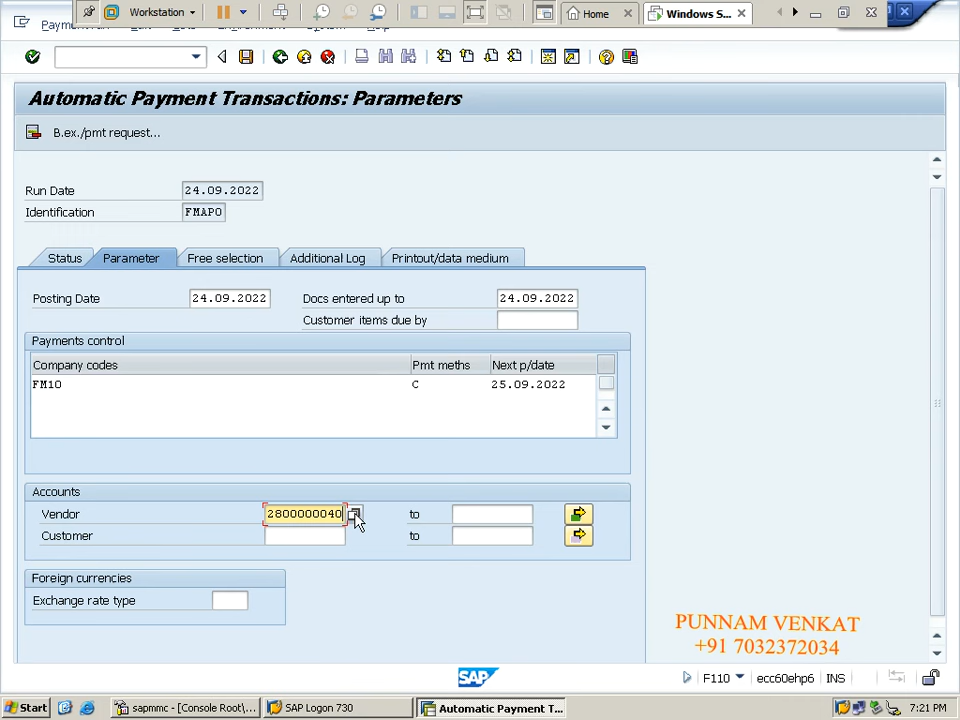 Workstation
Home
Windows S...
Automatic Payment Transactions: Parameters
B.ex./pmt request...
Run Date 24.09.2022
Identification FMAPO
Status Parameter Free selection Additional Log Printout/data medium
Posting Date 24.09.2022 Docs entered up to 24.09.2022
Customer items due by
Payments control
Company codes Pmt meths Next p/date
FM10 C 25.09.2022
Accounts
Vendor 2800000040 to
Customer to
Foreign currencies
Exchange rate type
PUNNAM VENKAT
+91 7032372034
SAP
F110 ecc60ehp6 INS
Start sapmmc - [Console Root\... SAP Logon 730 Automatic Payment T... 7:21 PM